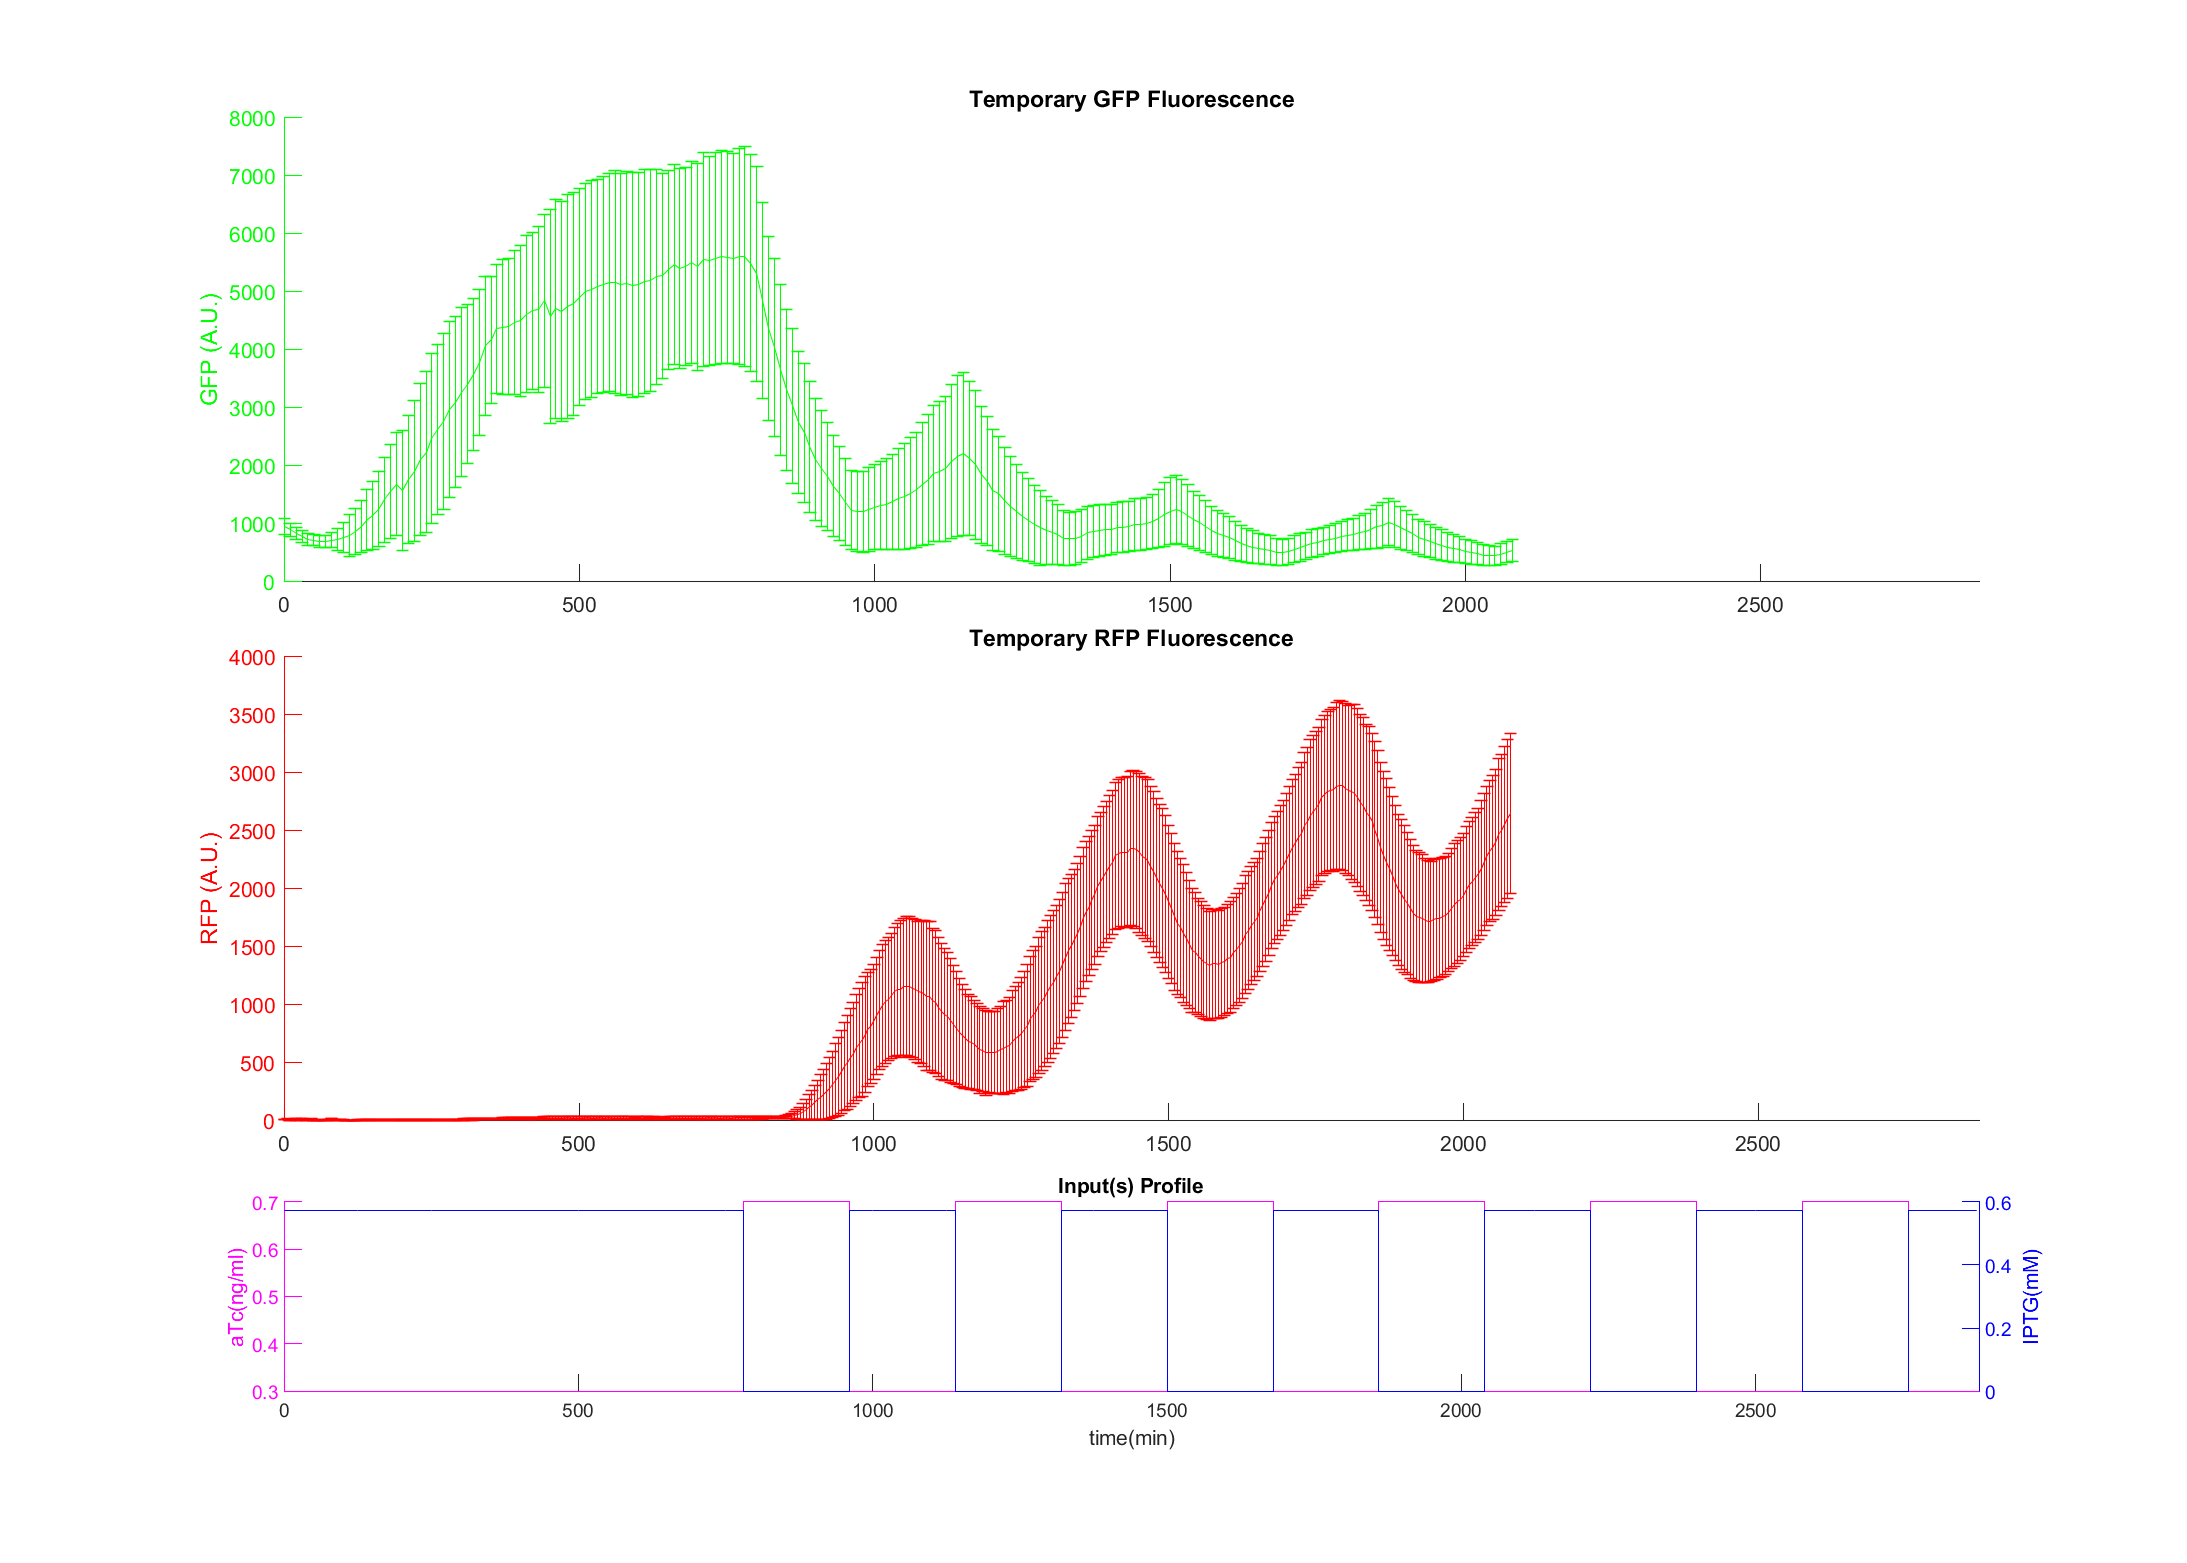 Temporary GFP Fluorescence
8000
7000
6000
5000
4000
3000
2000
1000
0
GFP (A.U.)
0 500 1000 1500 2000 2500
Temporary RFP Fluorescence
4000
3500
3000
2500
2000
1500
1000
500
0
RFP (A.U.)
0 500 1000 1500 2000 2500
Input(s) Profile
0.7
0.6
0.5
0.4
0.3
aTc(ng/ml)
0.6
0.4
0.2
0
IPTG(mM)
0 500 1000 1500 2000 2500
time(min)